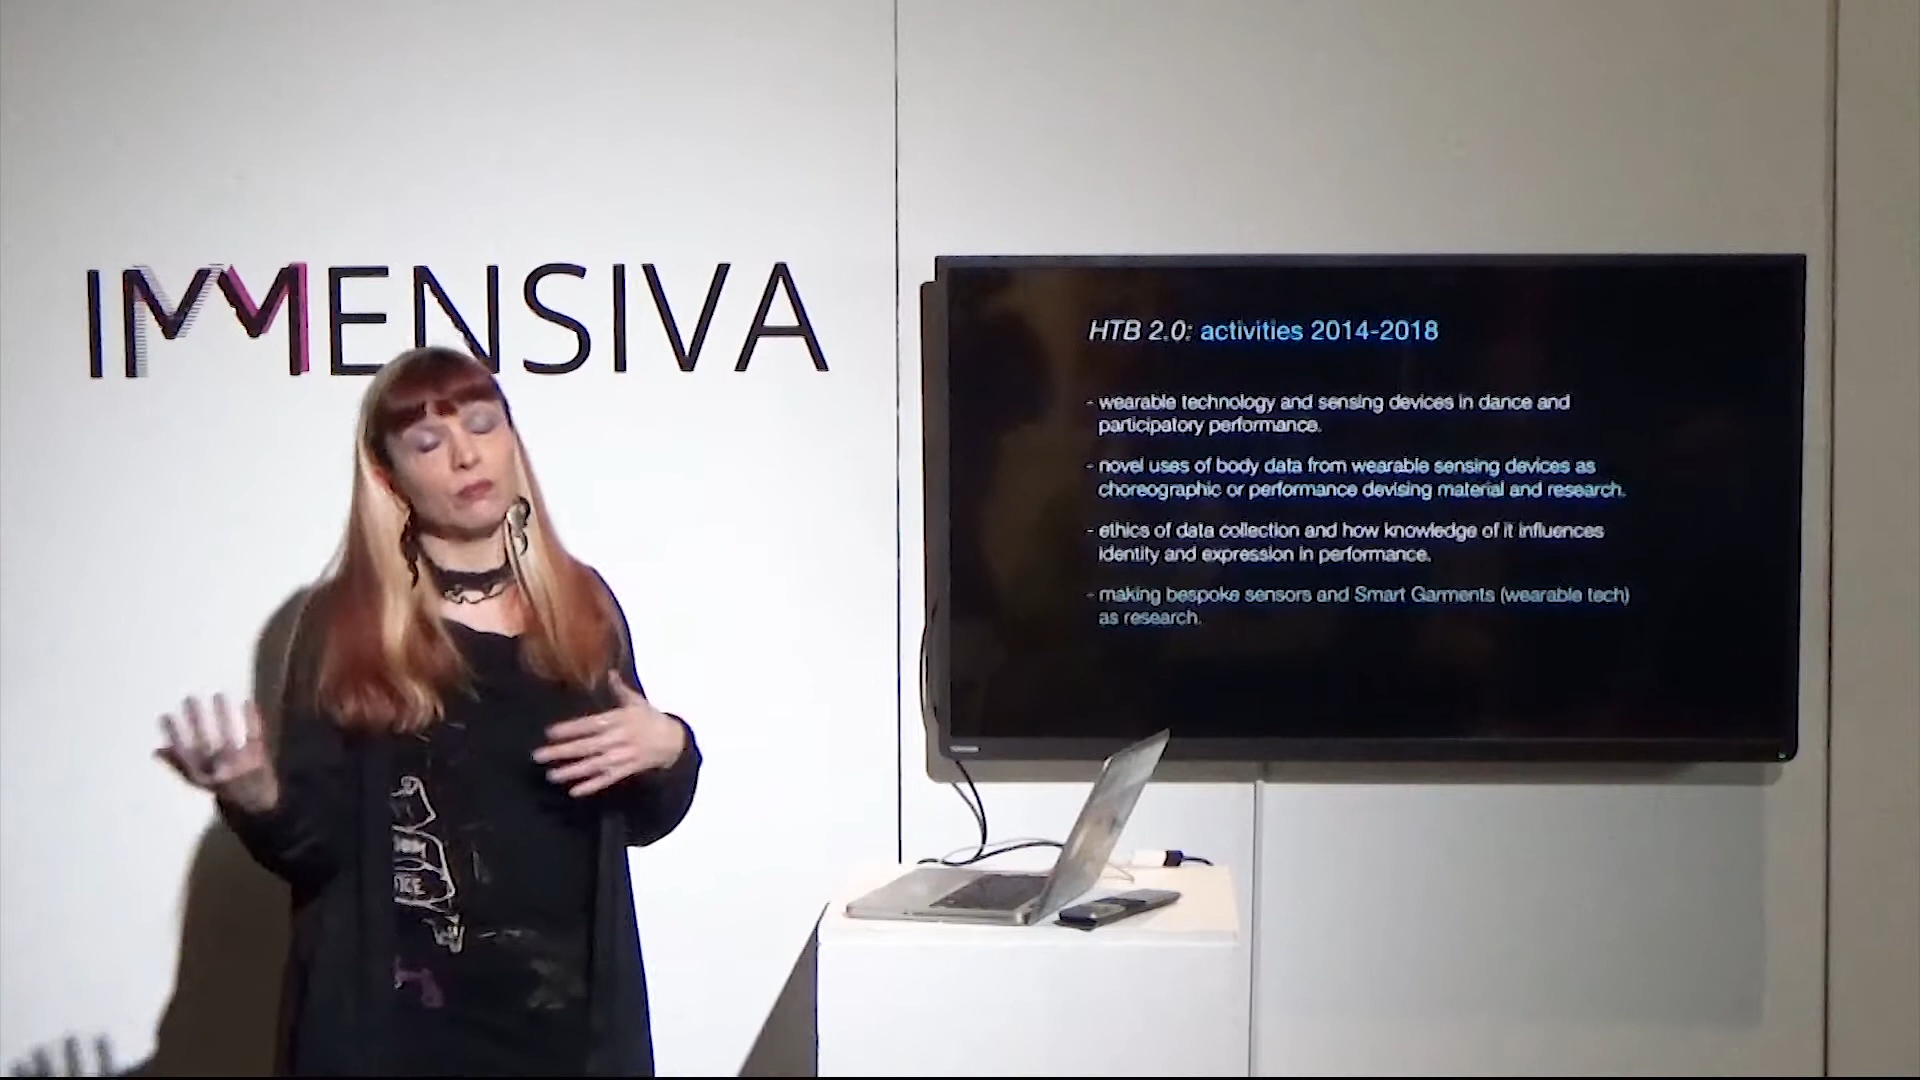 IMMENSIVA
HTB 2.0: activities 2014-2018
- wearable technology and sensing devices in dance and
participatory performance.
- novel uses of body data from wearable sensing devices as
choreographic or performance devising material and research.
- ethics of data collection and how knowledge of it influences
identity and expression in performance.
- making bespoke sensors and Smart Garments (wearable tech)
as research.
TOSHIBA